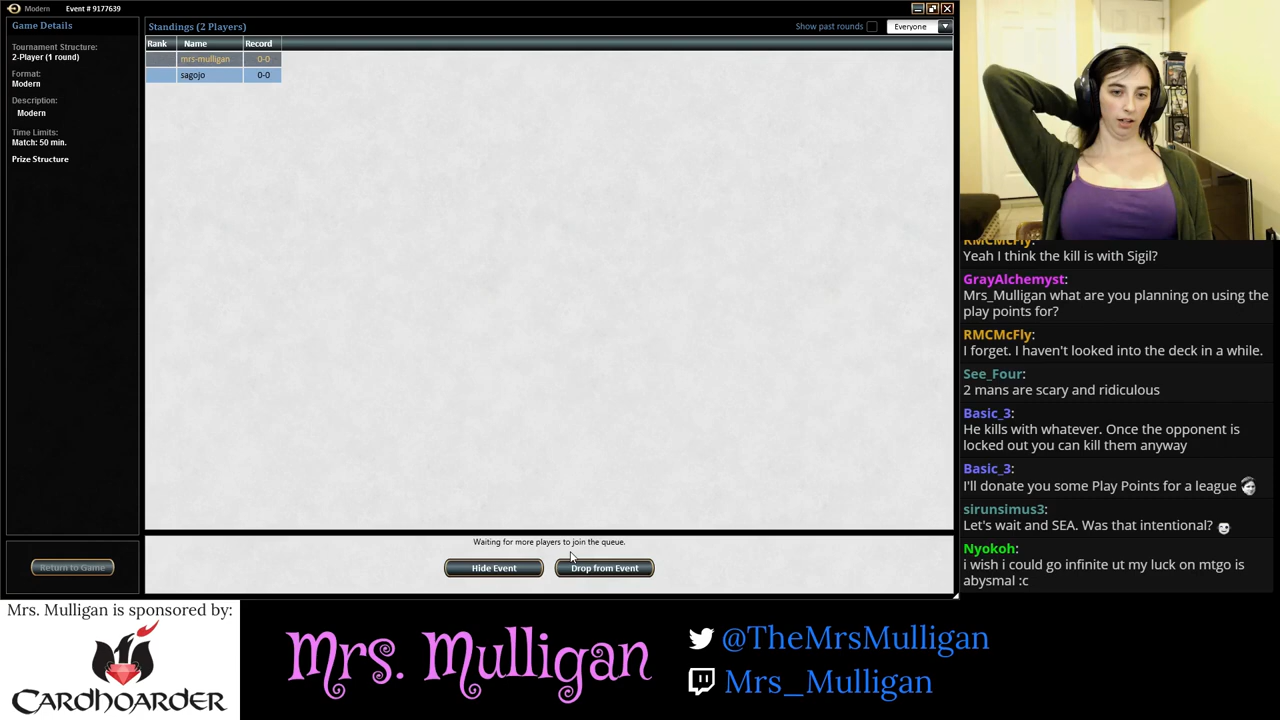 Modern Event # 9177639
Game Details
Tournament Structure:
2-Player (1 round)
Format:
Modern
Description:
Modern
Time Limits:
Match: 50 min.
Prize Structure
Return to Game
Standings (2 Players)
Show past rounds
Everyone
Rank Name Record
mrs-mulligan 0-0
sagojo 0-0
Waiting for more players to join the queue.
Hide Event Drop from Event
RMCMcFly:
Yeah I think the kill is with Sigil?
GrayAlchemyst:
Mrs_Mulligan what are you planning on using the
play points for?
RMCMcFly:
I forget. I haven't looked into the deck in a while.
See_Four:
2 mans are scary and ridiculous
Basic_3:
He kills with whatever. Once the opponent is
locked out you can kill them anyway
Basic_3:
I'll donate you some Play Points for a league
sirunsimus3:
Let's wait and SEA. Was that intentional?
Nyokoh:
i wish i could go infinite ut my luck on mtgo is
abysmal :c
Mrs. Mulligan is sponsored by:
CARDHOARDER
Mrs. Mulligan
@TheMrsMulligan
Mrs_Mulligan